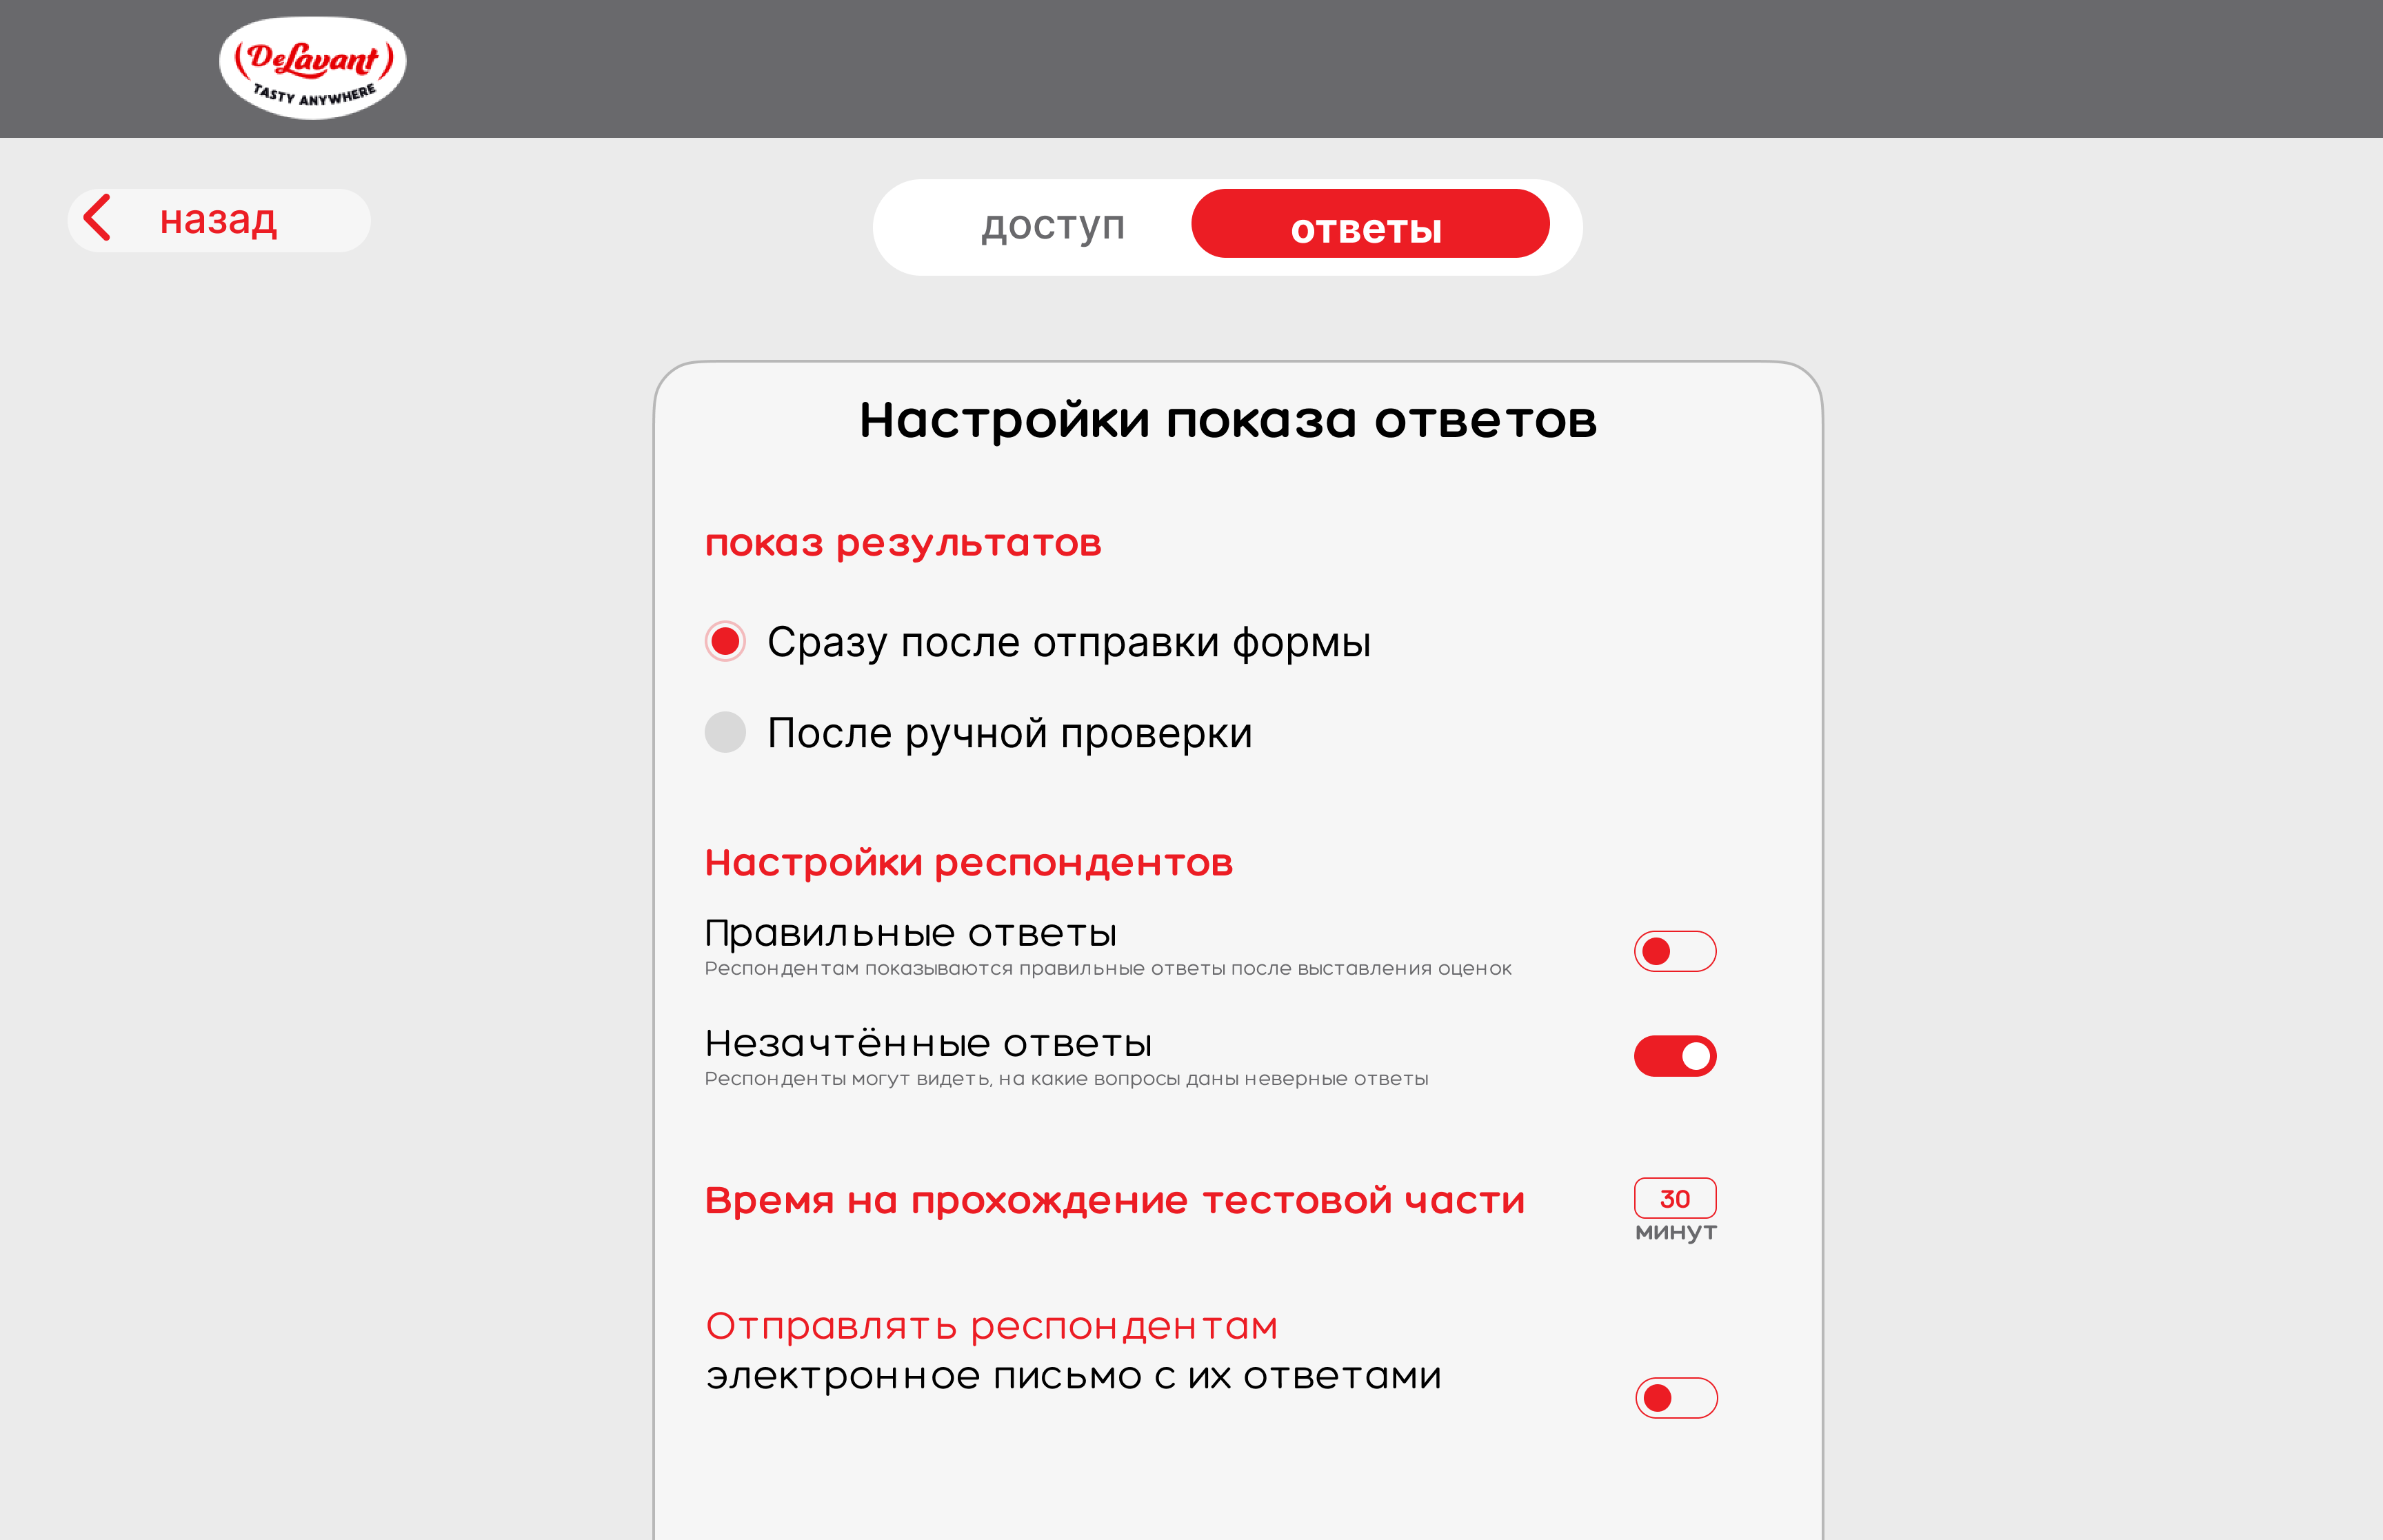 DeLavant
TASTY ANYWHERE
назад
доступ
ответы
Настройки показа ответов
показ результатов
Сразу после отправки формы
После ручной проверки
Настройки респондентов
Правильные ответы
Респондентам показываются правильные ответы после выставления оценок
Незачтённые ответы
Респонденты могут видеть, на какие вопросы даны неверные ответы
Время на прохождение тестовой части
30
минут
Отправлять респондентам
электронное письмо с их ответами